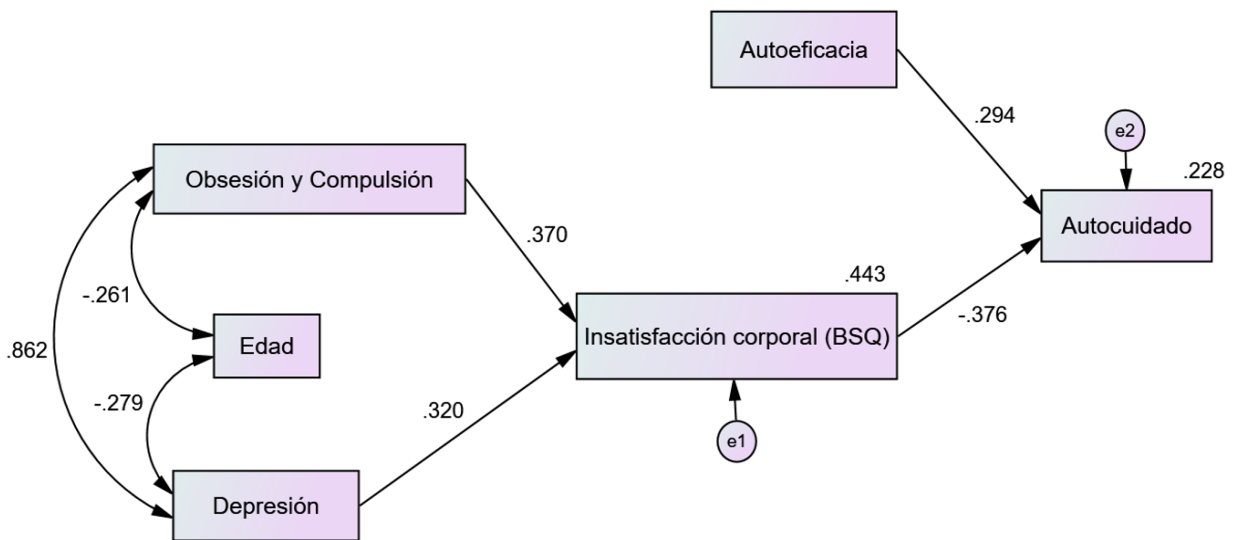 Autoeficacia
.294
e2
.228
Obsesión y Compulsión
Autocuidado
.370
.443
-.261
-.376
Insatisfacción corporal (BSQ)
Edad
.862
-.279
.320
e1
Depresión